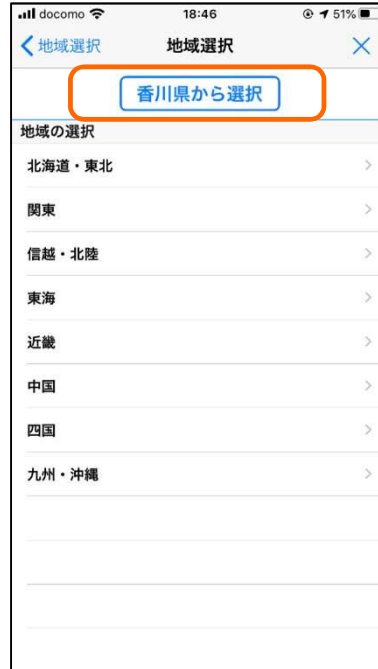 docomo 18:46 51%
地域選択 地域選択
香川県から選択
地域の選択
北海道・東北
関東
信越・北陸
東海
近畿
中国
四国
九州・沖縄